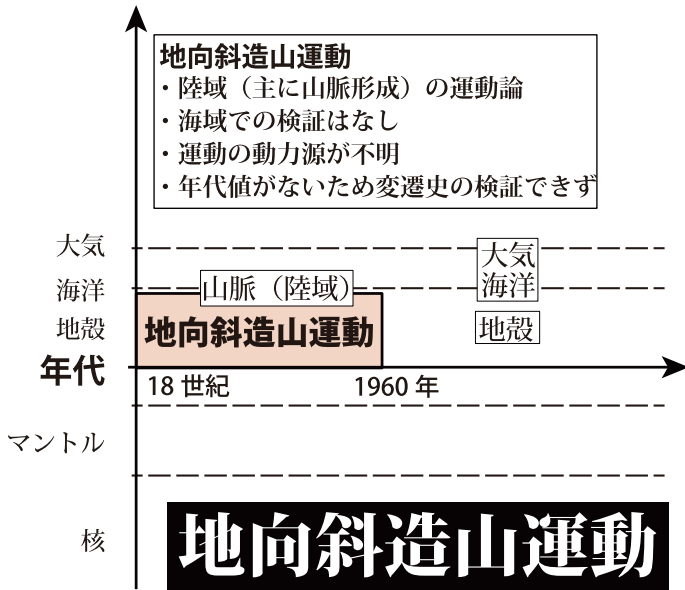 地向斜造山運動
・陸域（主に山脈形成）の運動論
・海域での検証はなし
・運動の動力源が不明
・年代値がないため変遷史の検証できず
大気
大気
海洋
海洋
山脈（陸域）
地殻
地向斜造山運動
地殻
年代
18 世紀
1960 年
マントル
核
地向斜造山運動